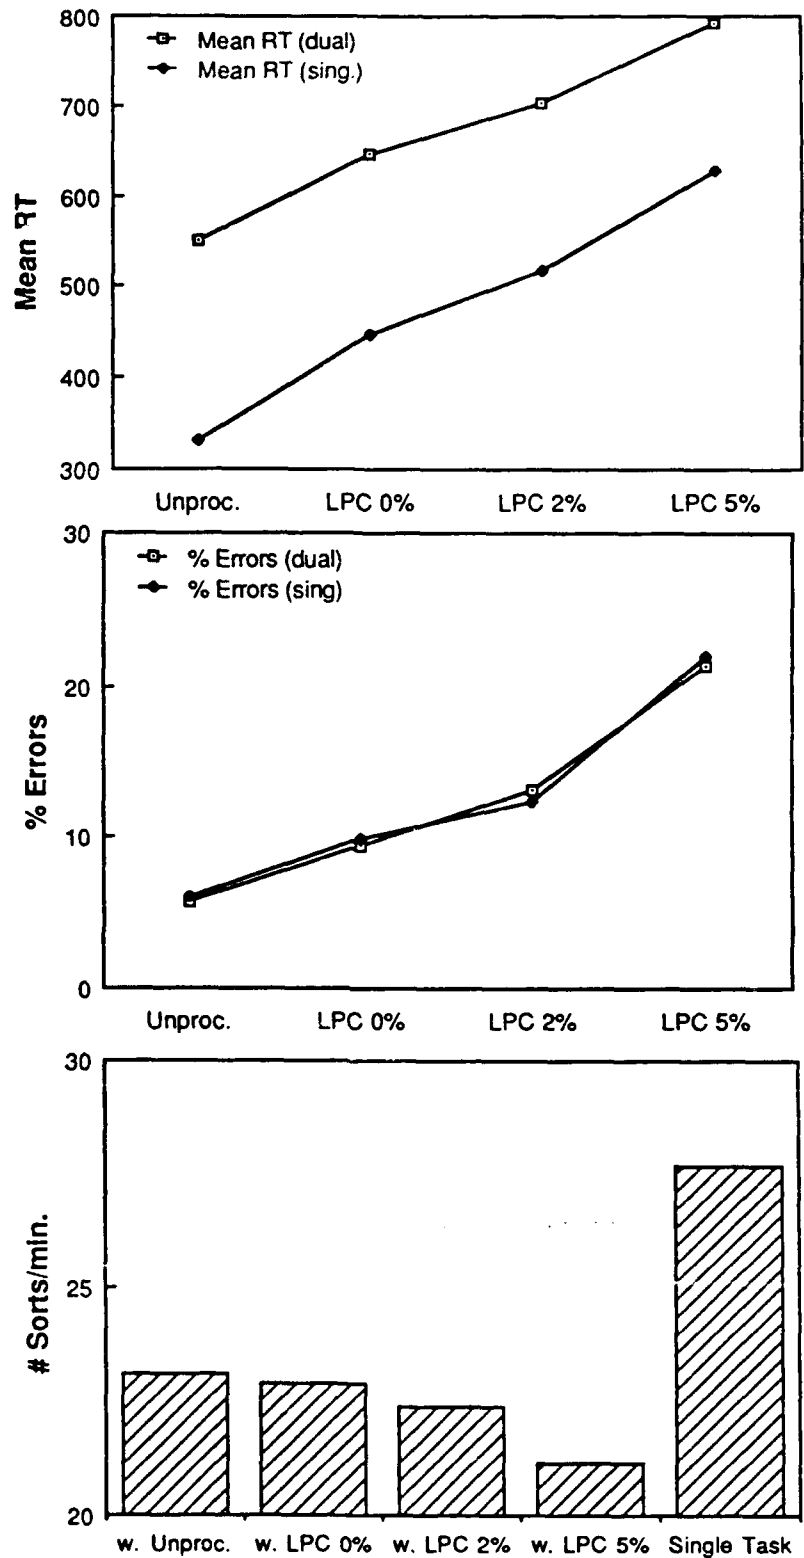 800
Mean RT (dual)
Mean RT (sing.)
700
600
500
400
300
Mean RT
Unproc. LPC 0% LPC 2% LPC 5%
30
% Errors (dual)
% Errors (sing)
20
10
0
% Errors
Unproc. LPC 0% LPC 2% LPC 5%
30
25
20
# Sorts/min.
w. Unproc. w. LPC 0% w. LPC 2% w. LPC 5% Single Task